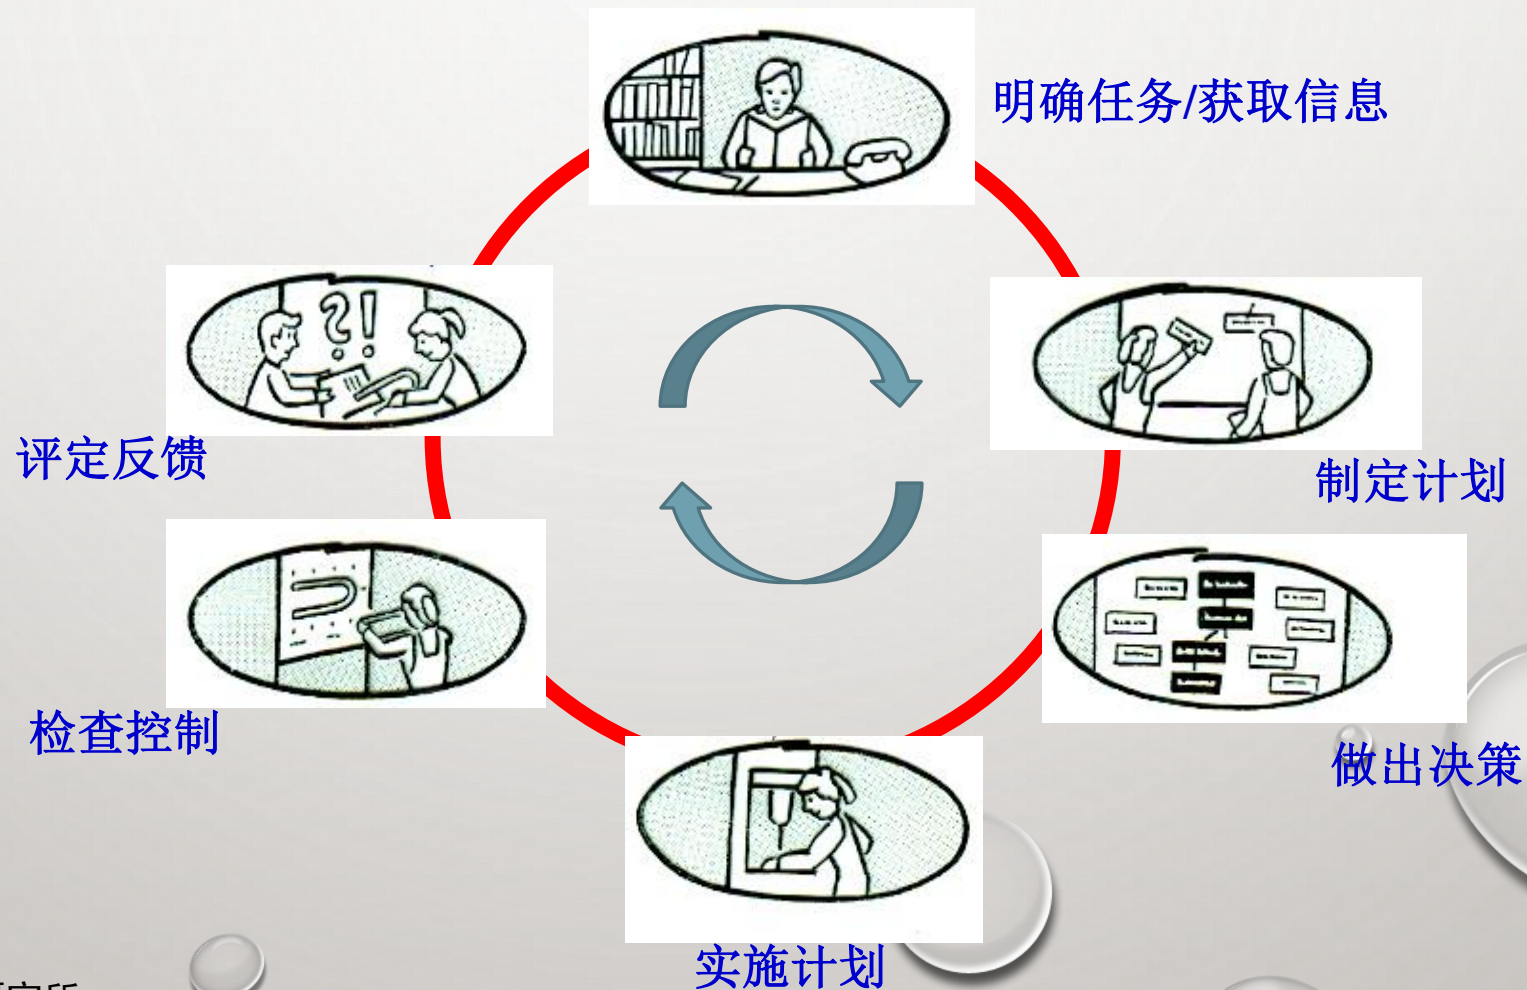 明确任务/获取信息
制定计划
做出决策
实施计划
检查控制
评定反馈
?!